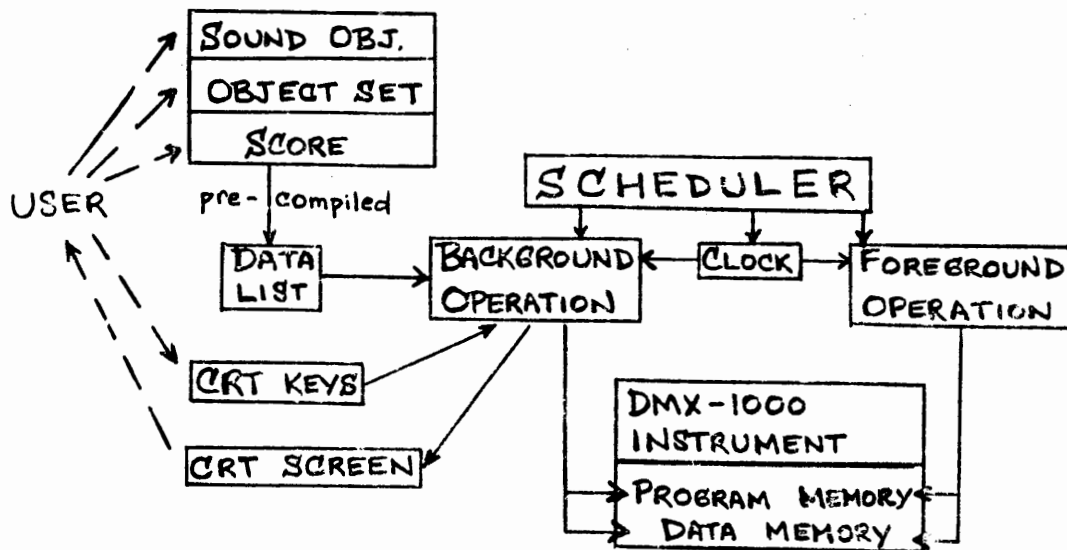 SOUND OBJ.
OBJECT SET
SCORE
USER
pre-compiled
SCHEDULER
DATA
LIST
BACKGROUND
OPERATION
CLOCK
FOREGROUND
OPERATION
CRT KEYS
CRT SCREEN
DMX-1000
INSTRUMENT
PROGRAM MEMORY
DATA MEMORY